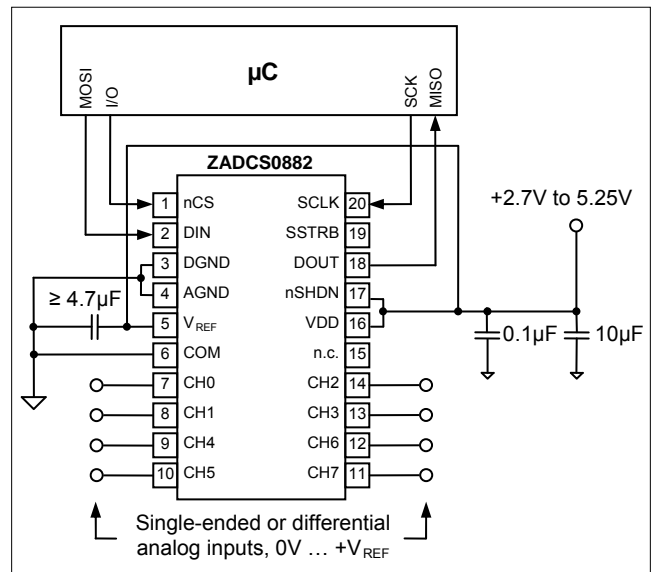 µC
MOSI
I/O
SCK
MISO
ZADCS0882
+2.7V to 5.25V
1 nCS SCLK 20
2 DIN SSTRB 19
3 DGND DOUT 18
4 AGND nSHDN 17
≥ 4.7µF
5 VREF VDD 16
0.1µF
10µF
6 COM n.c. 15
7 CH0 CH2 14
8 CH1 CH3 13
9 CH4 CH6 12
10 CH5 CH7 11
Single-ended or differential
analog inputs, 0V … +VREF